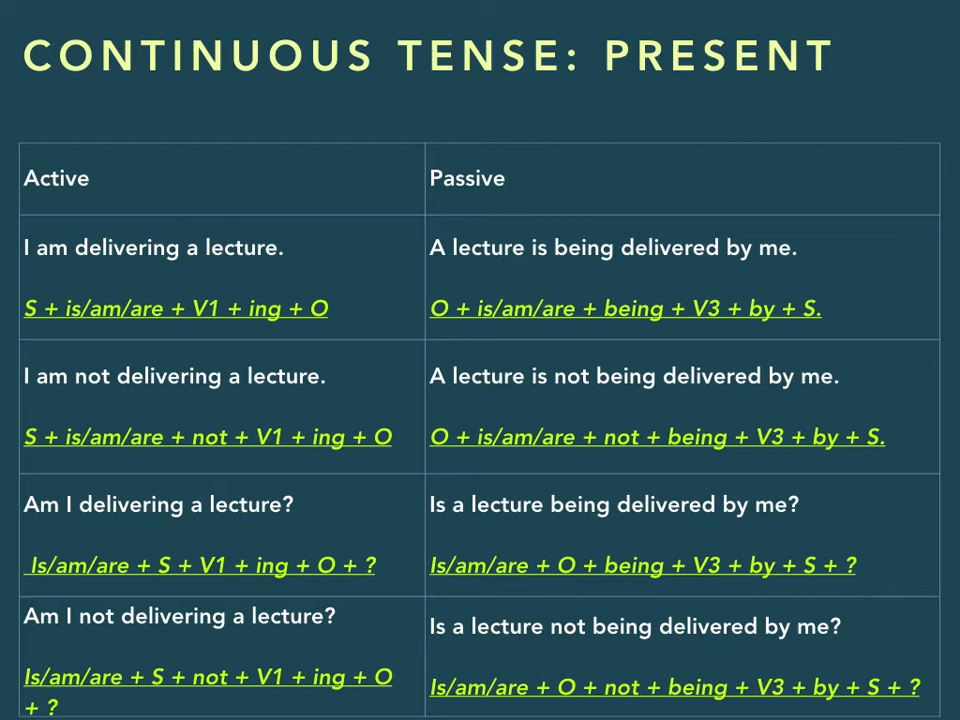 CONTINUOUS TENSE: PRESENT
Active
Passive
I am delivering a lecture.
S + is/am/are + V1 + ing + O
A lecture is being delivered by me.
O + is/am/are + being + V3 + by + S.
I am not delivering a lecture.
S + is/am/are + not + V1 + ing + O
A lecture is not being delivered by me.
O + is/am/are + not + being + V3 + by + S.
Am I delivering a lecture?
Is/am/are + S + V1 + ing + O + ?
Is a lecture being delivered by me?
Is/am/are + O + being + V3 + by + S + ?
Am I not delivering a lecture?
Is/am/are + S + not + V1 + ing + O
+ ?
Is a lecture not being delivered by me?
Is/am/are + O + not + being + V3 + by + S + ?